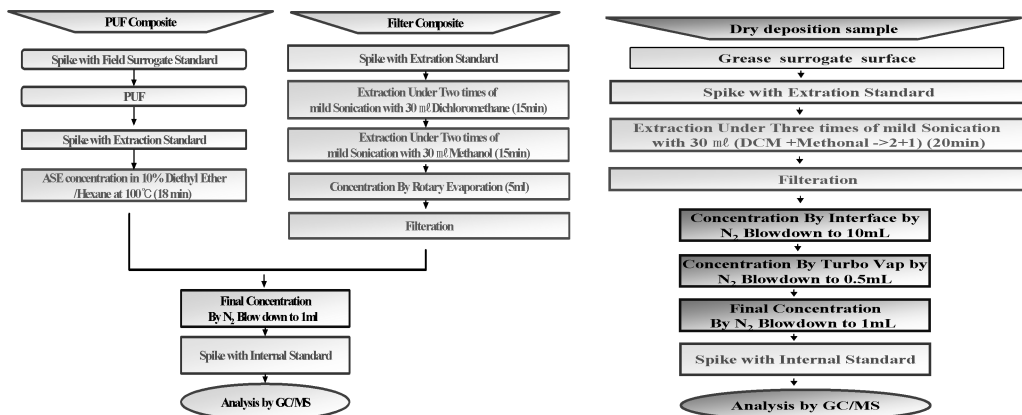 PUF Composite
Spike with Field Surrogate Standard
PUF
Spike with Extraction Standard
ASE concentration in 10% Diethyl Ether
/Hexane at 100℃ (18 min)
Filter Composite
Spike with Extration Standard
Extraction Under Two times of
mild Sonication with 30 ㎖ Dichloromethane (15min)
Extraction Under Two times of
mild Sonication with 30 ㎖ Methanol (15min)
Concentration By Rotary Evaporation (5ml)
Filteration
Final Concentration
By N₂ Blow down to 1ml
Spike with Internal Standard
Analysis by GC/MS
Dry deposition sample
Grease surrogate surface
Spike with Extration Standard
Extraction Under Three times of mild Sonication
with 30 ㎖ (DCM +Methonal ->2+1) (20min)
Filteration
Concentration By Interface by
N₂ Blowdown to 10mL
Concentration By Turbo Vap by
N₂ Blowdown to 0.5mL
Final Concentration
By N₂ Blowdown to 1mL
Spike with Internal Standard
Analysis by GC/MS